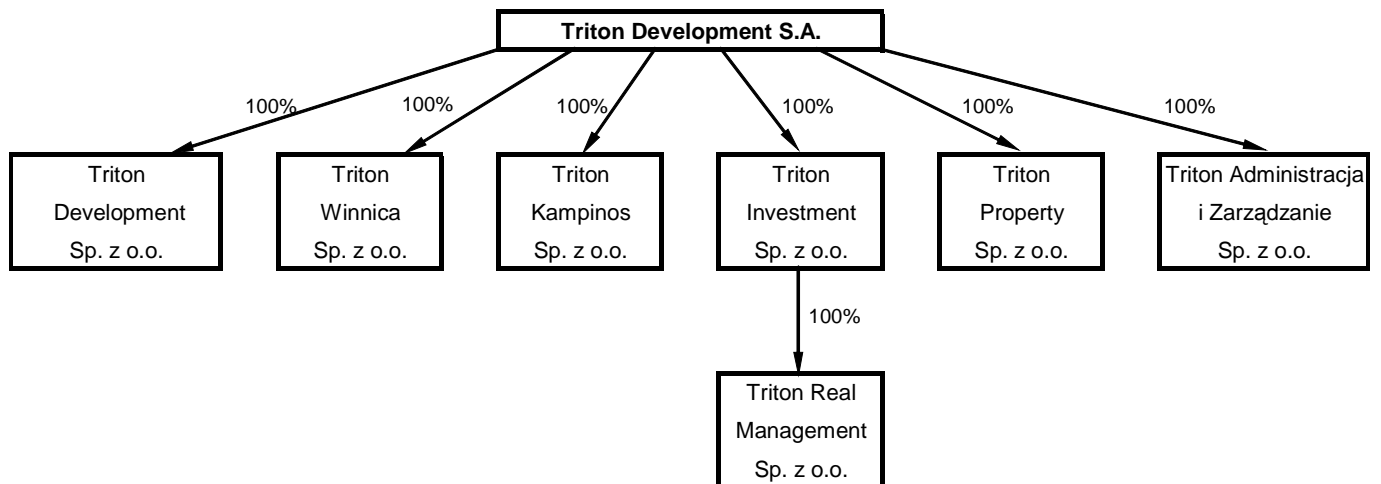 Triton Development S.A.
100%
100%
100%
100%
100%
100%
Triton
Development
Sp. z o.o.
Triton
Winnica
Sp. z o.o.
Triton
Kampinos
Sp. z o.o.
Triton
Investment
Sp. z o.o.
Triton
Property
Sp. z o.o.
Triton Administracja
i Zarządzanie
Sp. z o.o.
100%
Triton Real
Management
Sp. z o.o.